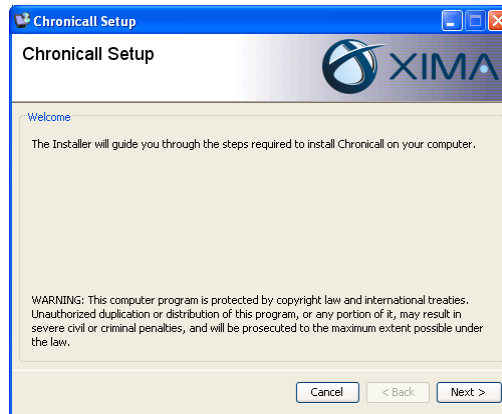 Chronicall Setup
Chronicall Setup
XIMA
Welcome
The Installer will guide you through the steps required to install Chronicall on your computer.
WARNING: This computer program is protected by copyright law and international treaties.
Unauthorized duplication or distribution of this program, or any portion of it, may result in
severe civil or criminal penalties, and will be prosecuted to the maximum extent possible under
the law.
Cancel
< Back
Next >